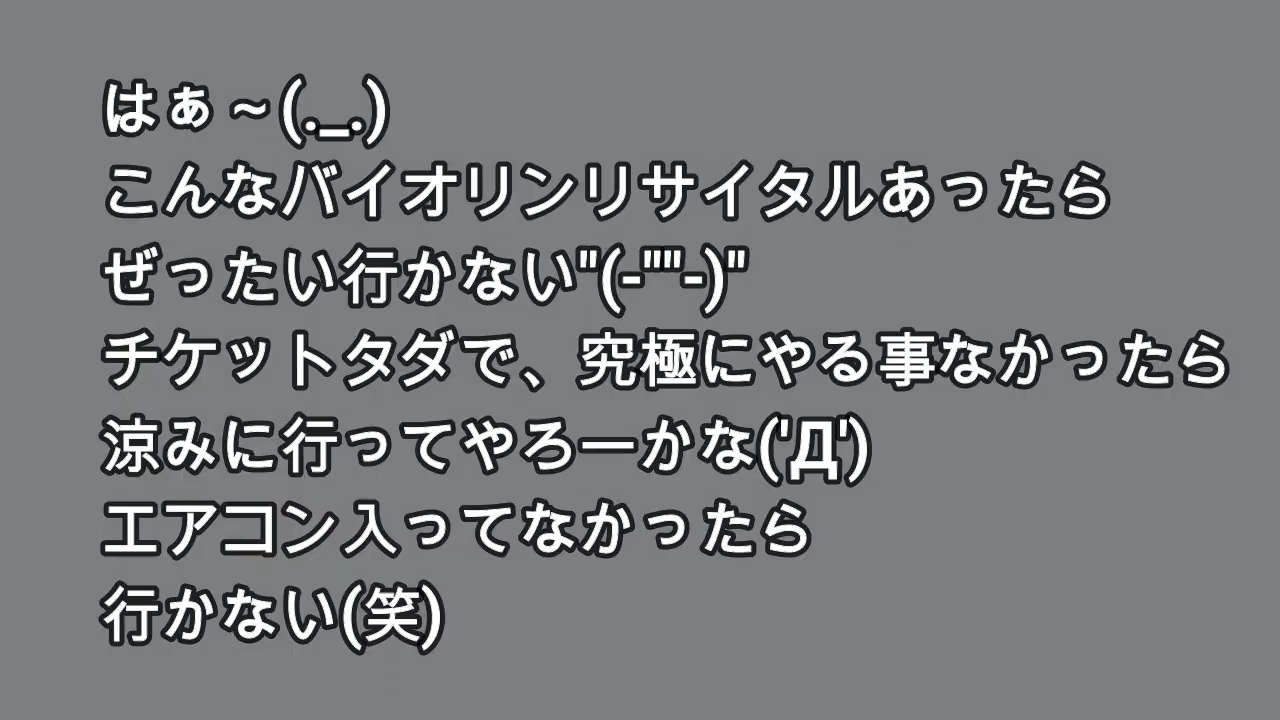 はぁ～(._.)
こんなバイオリンリサイタルあったら
ぜったい行かない"(-""-)"
チケットタダで、究極にやる事なかったら
涼みに行ってやろーかな('Д')
エアコン入ってなかったら
行かない(笑)